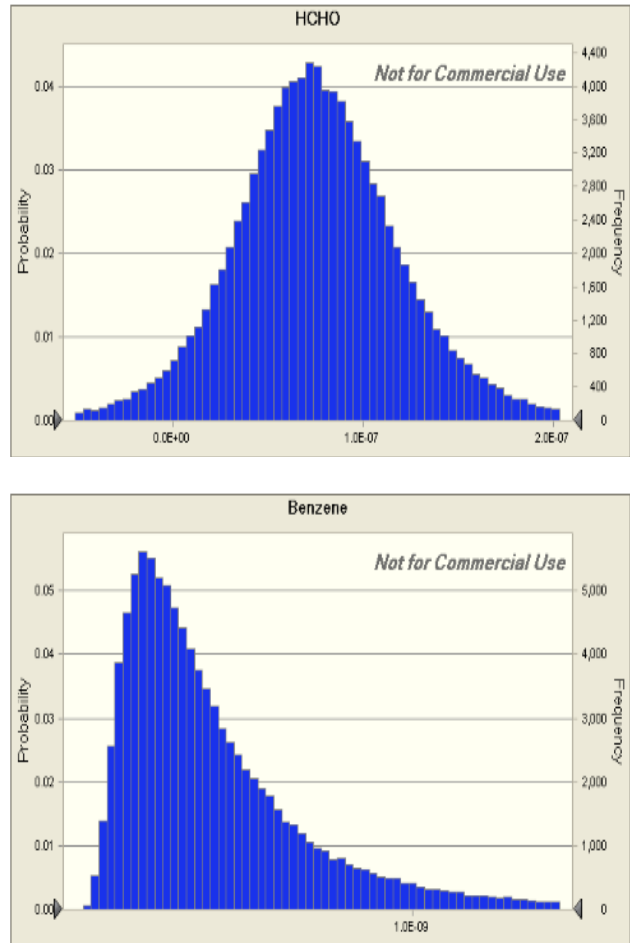 HCHO
Not for Commercial Use
Probability
Frequency
0.04
0.03
0.02
0.01
0.00
4,400
4,000
3,600
3,200
2,800
2,400
2,000
1,600
1,200
800
400
0
0.0E+00 1.0E-07 2.0E-07
Benzene
Not for Commercial Use
Probability
Frequency
0.05
0.04
0.03
0.02
0.01
0.00
5,000
4,000
3,000
2,000
1,000
0
1.0E-09